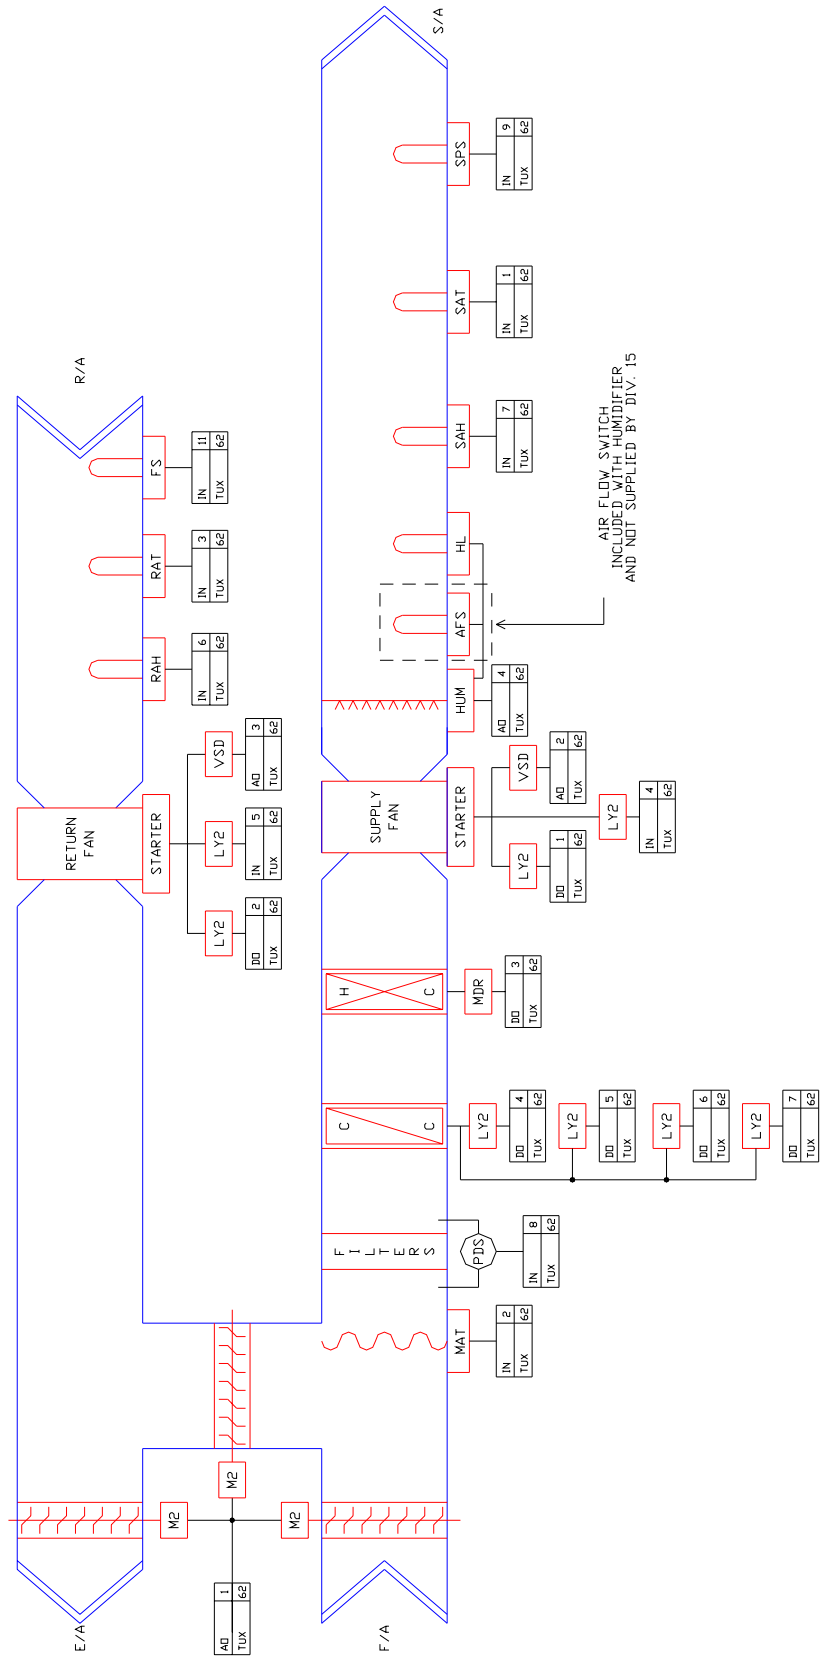 E/A
RETURN
FAN
R/A
STARTER
RAH
RAT
FS
M2
IN 6
TUX 62
IN 3
TUX 62
IN 11
TUX 62
AO 1
TUX 62
M2
LY2
LY2
VSD
DO 2
TUX 62
IN 5
TUX 62
AO 3
TUX 62
M2
F/A
FILTERS
C C
H C
SUPPLY
FAN
S/A
MAT
PDS
LY2
MDR
STARTER
HUM
AFS
HL
SAH
SAT
SPS
IN 2
TUX 62
IN 8
TUX 62
DO 4
TUX 62
DO 3
TUX 62
LY2
VSD
AO 4
TUX 62
IN 7
TUX 62
IN 1
TUX 62
IN 9
TUX 62
LY2
DO 1
TUX 62
AO 2
TUX 62
DO 5
TUX 62
LY2
IN 4
TUX 62
AIR FLOW SWITCH
INCLUDED WITH HUMIDIFIER
AND NOT SUPPLIED BY DIV. 15
LY2
DO 6
TUX 62
LY2
DO 7
TUX 62